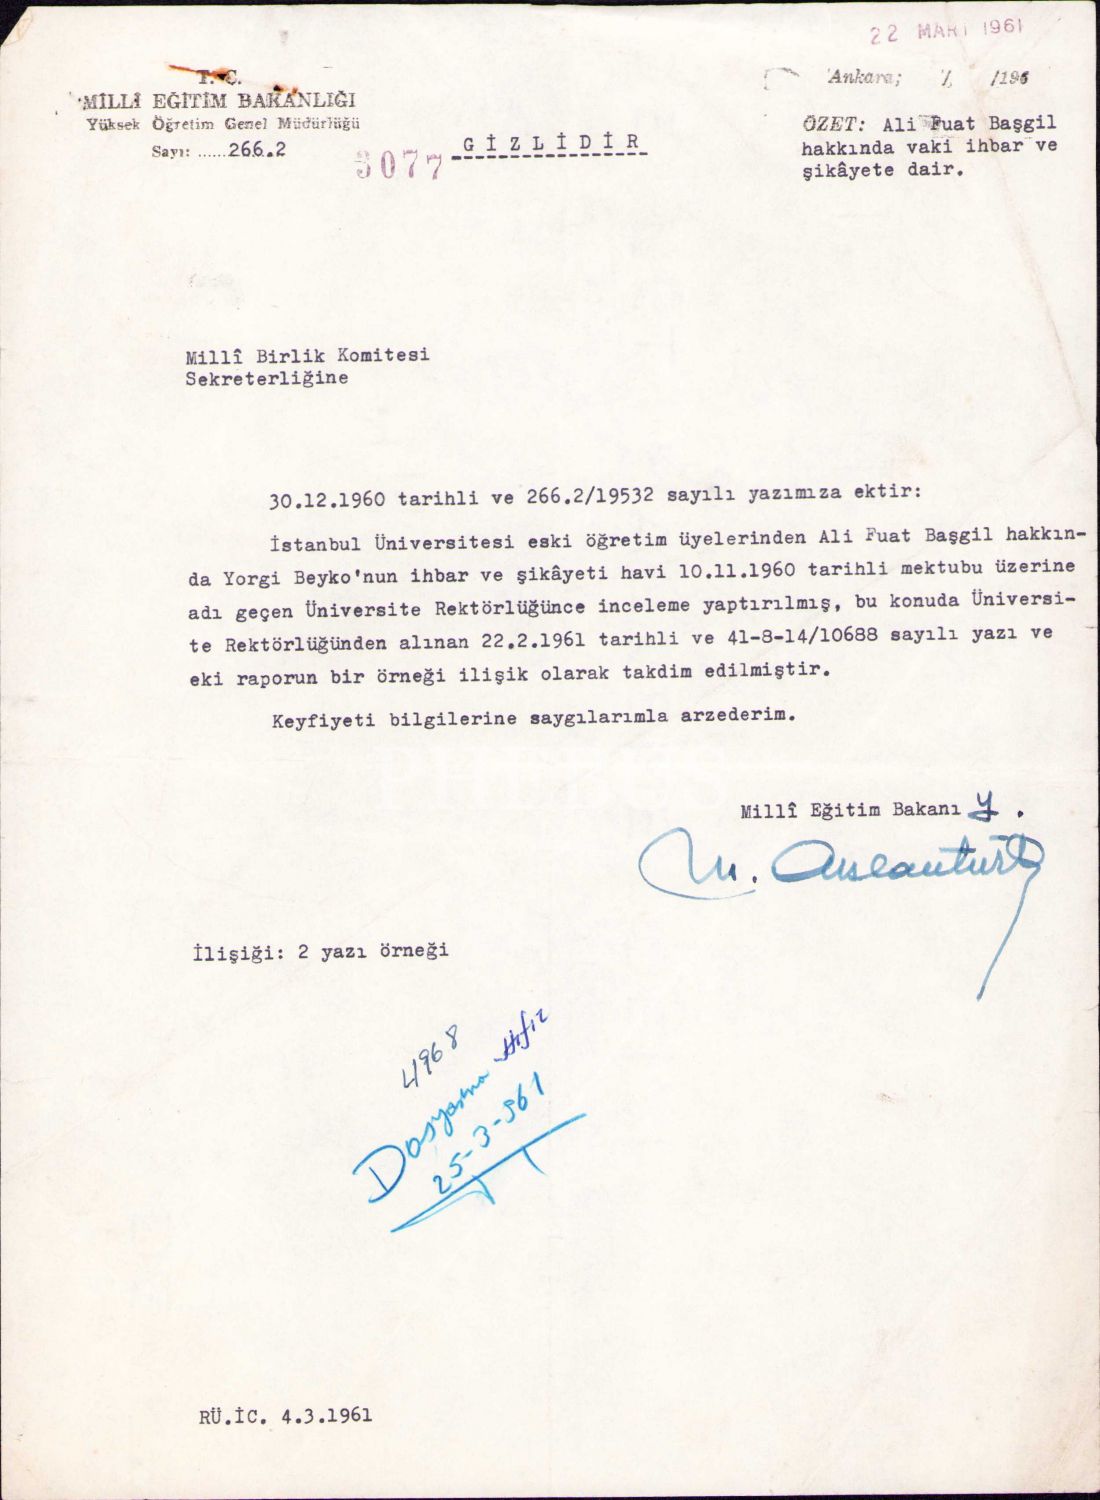 22 MART 1961
T. C.
MİLLİ EĞİTİM BAKANLIĞI
Yüksek Öğretim Genel Müdürlüğü
Sayı: ......266.2
3077
GİZLİDİR
Ankara; / /196
ÖZET: Ali Fuat Başgil
hakkında vaki ihbar ve
şikâyete dair.
Millî Birlik Komitesi
Sekreterliğine
30.12.1960 tarihli ve 266.2/19532 sayılı yazımıza ektir:
İstanbul Üniversitesi eski öğretim üyelerinden Ali Fuat Başgil hakkın-
da Yorgi Beyko'nun ihbar ve şikâyeti havi 10.11.1960 tarihli mektubu üzerine
adı geçen Üniversite Rektörlüğünce inceleme yaptırılmış, bu konuda Üniversi-
te Rektörlüğünden alınan 22.2.1961 tarihli ve 41-8-14/10688 sayılı yazı ve
eki raporun bir örneği ilişik olarak takdim edilmiştir.
Keyfiyeti bilgilerine saygılarımla arzederim.
PHEBUS
Millî Eğitim Bakanı Y.
M. Arslantürk
İlişiği: 2 yazı örneği
4968
Dosyasına Hıfız
25-3-961
RÜ.İC. 4.3.1961